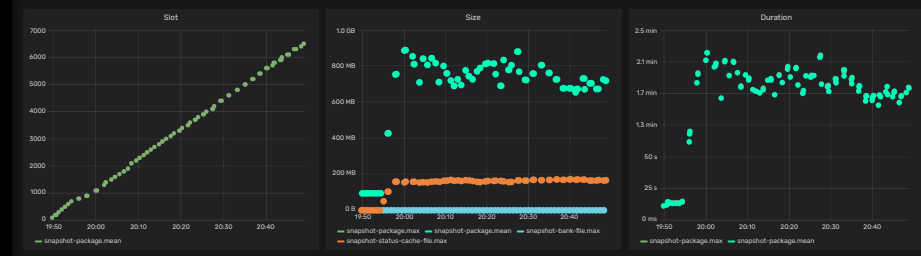 Slot
7000
6000
5000
4000
3000
2000
1000
0
19:50 20:00 20:10 20:20 20:30 20:40
snapshot-package.mean
Size
1.0 GB
800 MB
600 MB
400 MB
200 MB
0 B
19:50 20:00 20:10 20:20 20:30 20:40
snapshot-package.max snapshot-package.mean snapshot-bank-file.max
snapshot-status-cache-file.max
Duration
2.5 min
2.1 min
1.7 min
1.3 min
50 s
25 s
0 ms
19:50 20:00 20:10 20:20 20:30 20:40
snapshot-package.max snapshot-package.mean